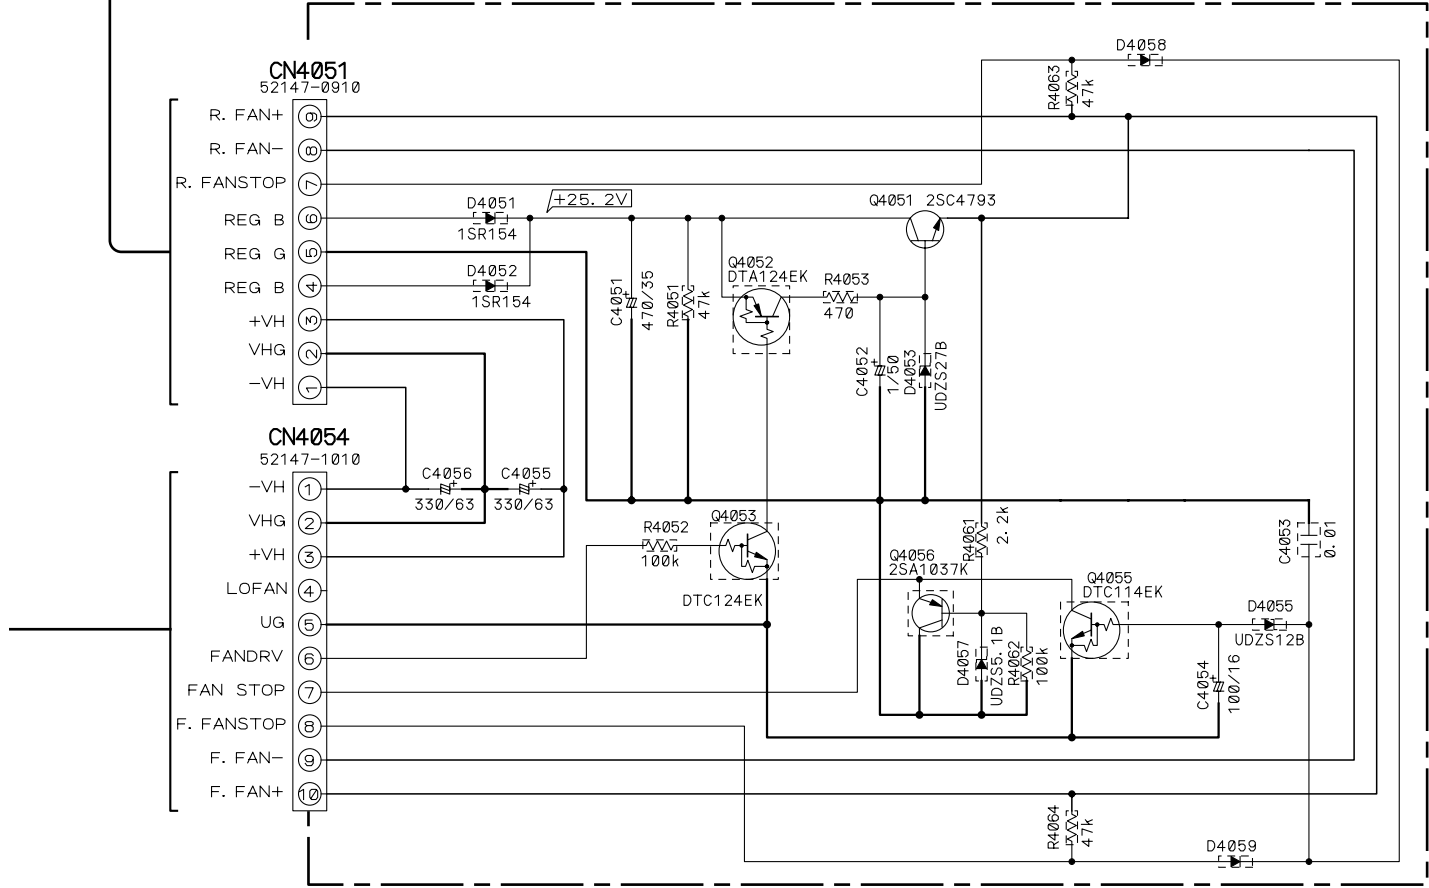 D4058
CN4051
52147-0910
R4063
47k
R. FAN+
9
R. FAN-
8
R. FANSTOP
7
D4051
+25. 2V
Q4051 2SC4793
REG B
6
1SR154
REG G
5
D4052
Q4052
DTA124EK
R4053
REG B
4
1SR154
C4051
470/35
R4051
47k
470
+VH
3
VHG
2
C4052
1/50
D4053
UDZS27B
-VH
1
CN4054
52147-1010
C4056
C4055
-VH
1
330/63
330/63
VHG
2
Q4053
R4052
R4061
2. 2k
C4053
0. 01
+VH
3
100k
Q4056
2SA1037K
Q4055
DTC114EK
LOFAN
4
DTC124EK
D4055
UG
5
UDZS12B
FANDRV
6
D4057
UDZS5. 1B
R4062
100k
FAN STOP
7
C4054
100/16
F. FANSTOP
8
F. FAN-
9
F. FAN+
10
R4064
47k
D4059